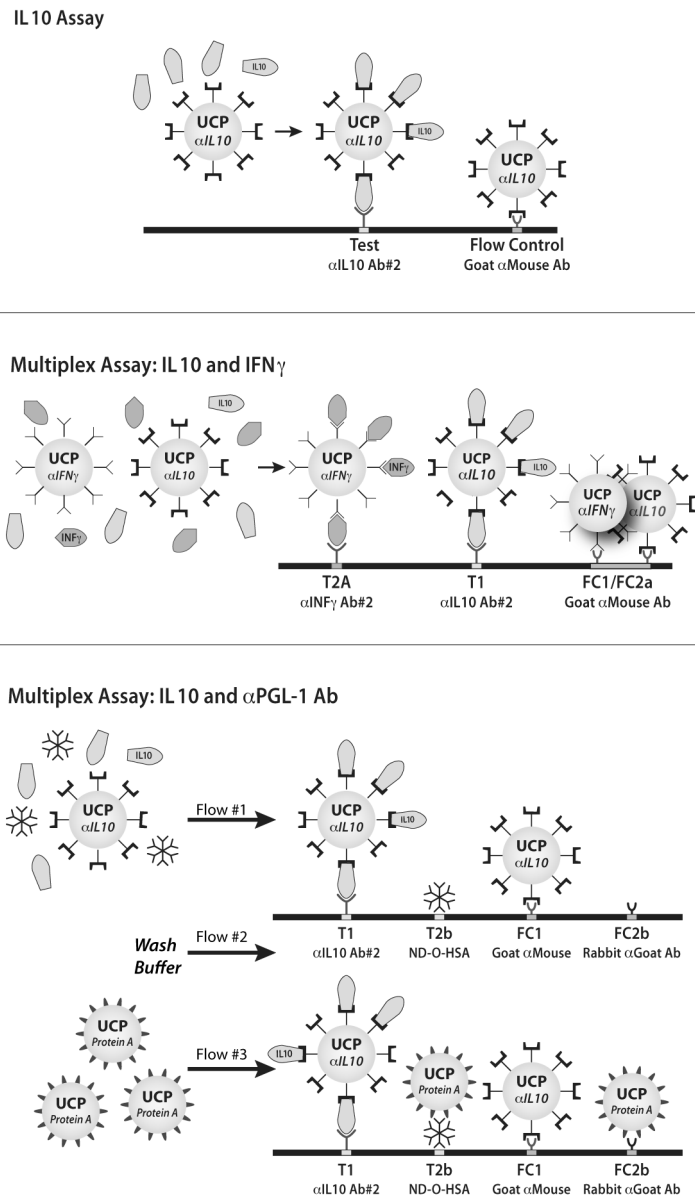 IL10 Assay
IL10
UCP
αIL10
UCP
αIL10
IL10
UCP
αIL10
Test
αIL10 Ab#2
Flow Control
Goat αMouse Ab
Multiplex Assay: IL10 and IFNγ
IL10
UCP
αIFNγ
UCP
αIL10
INFγ
UCP
αIFNγ
INFγ
UCP
αIL10
IL10
UCP
αIFNγ
UCP
αIL10
T2A
αINFγ Ab#2
T1
αIL10 Ab#2
FC1/FC2a
Goat αMouse Ab
Multiplex Assay: IL10 and αPGL-1 Ab
IL10
UCP
αIL10
Flow #1
UCP
αIL10
IL10
UCP
αIL10
T1
αIL10 Ab#2
T2b
ND-O-HSA
FC1
Goat αMouse
FC2b
Rabbit αGoat Ab
Wash
Buffer
Flow #2
UCP
Protein A
UCP
Protein A
UCP
Protein A
Flow #3
IL10
UCP
αIL10
UCP
Protein A
UCP
αIL10
UCP
Protein A
T1
αIL10 Ab#2
T2b
ND-O-HSA
FC1
Goat αMouse
FC2b
Rabbit αGoat Ab